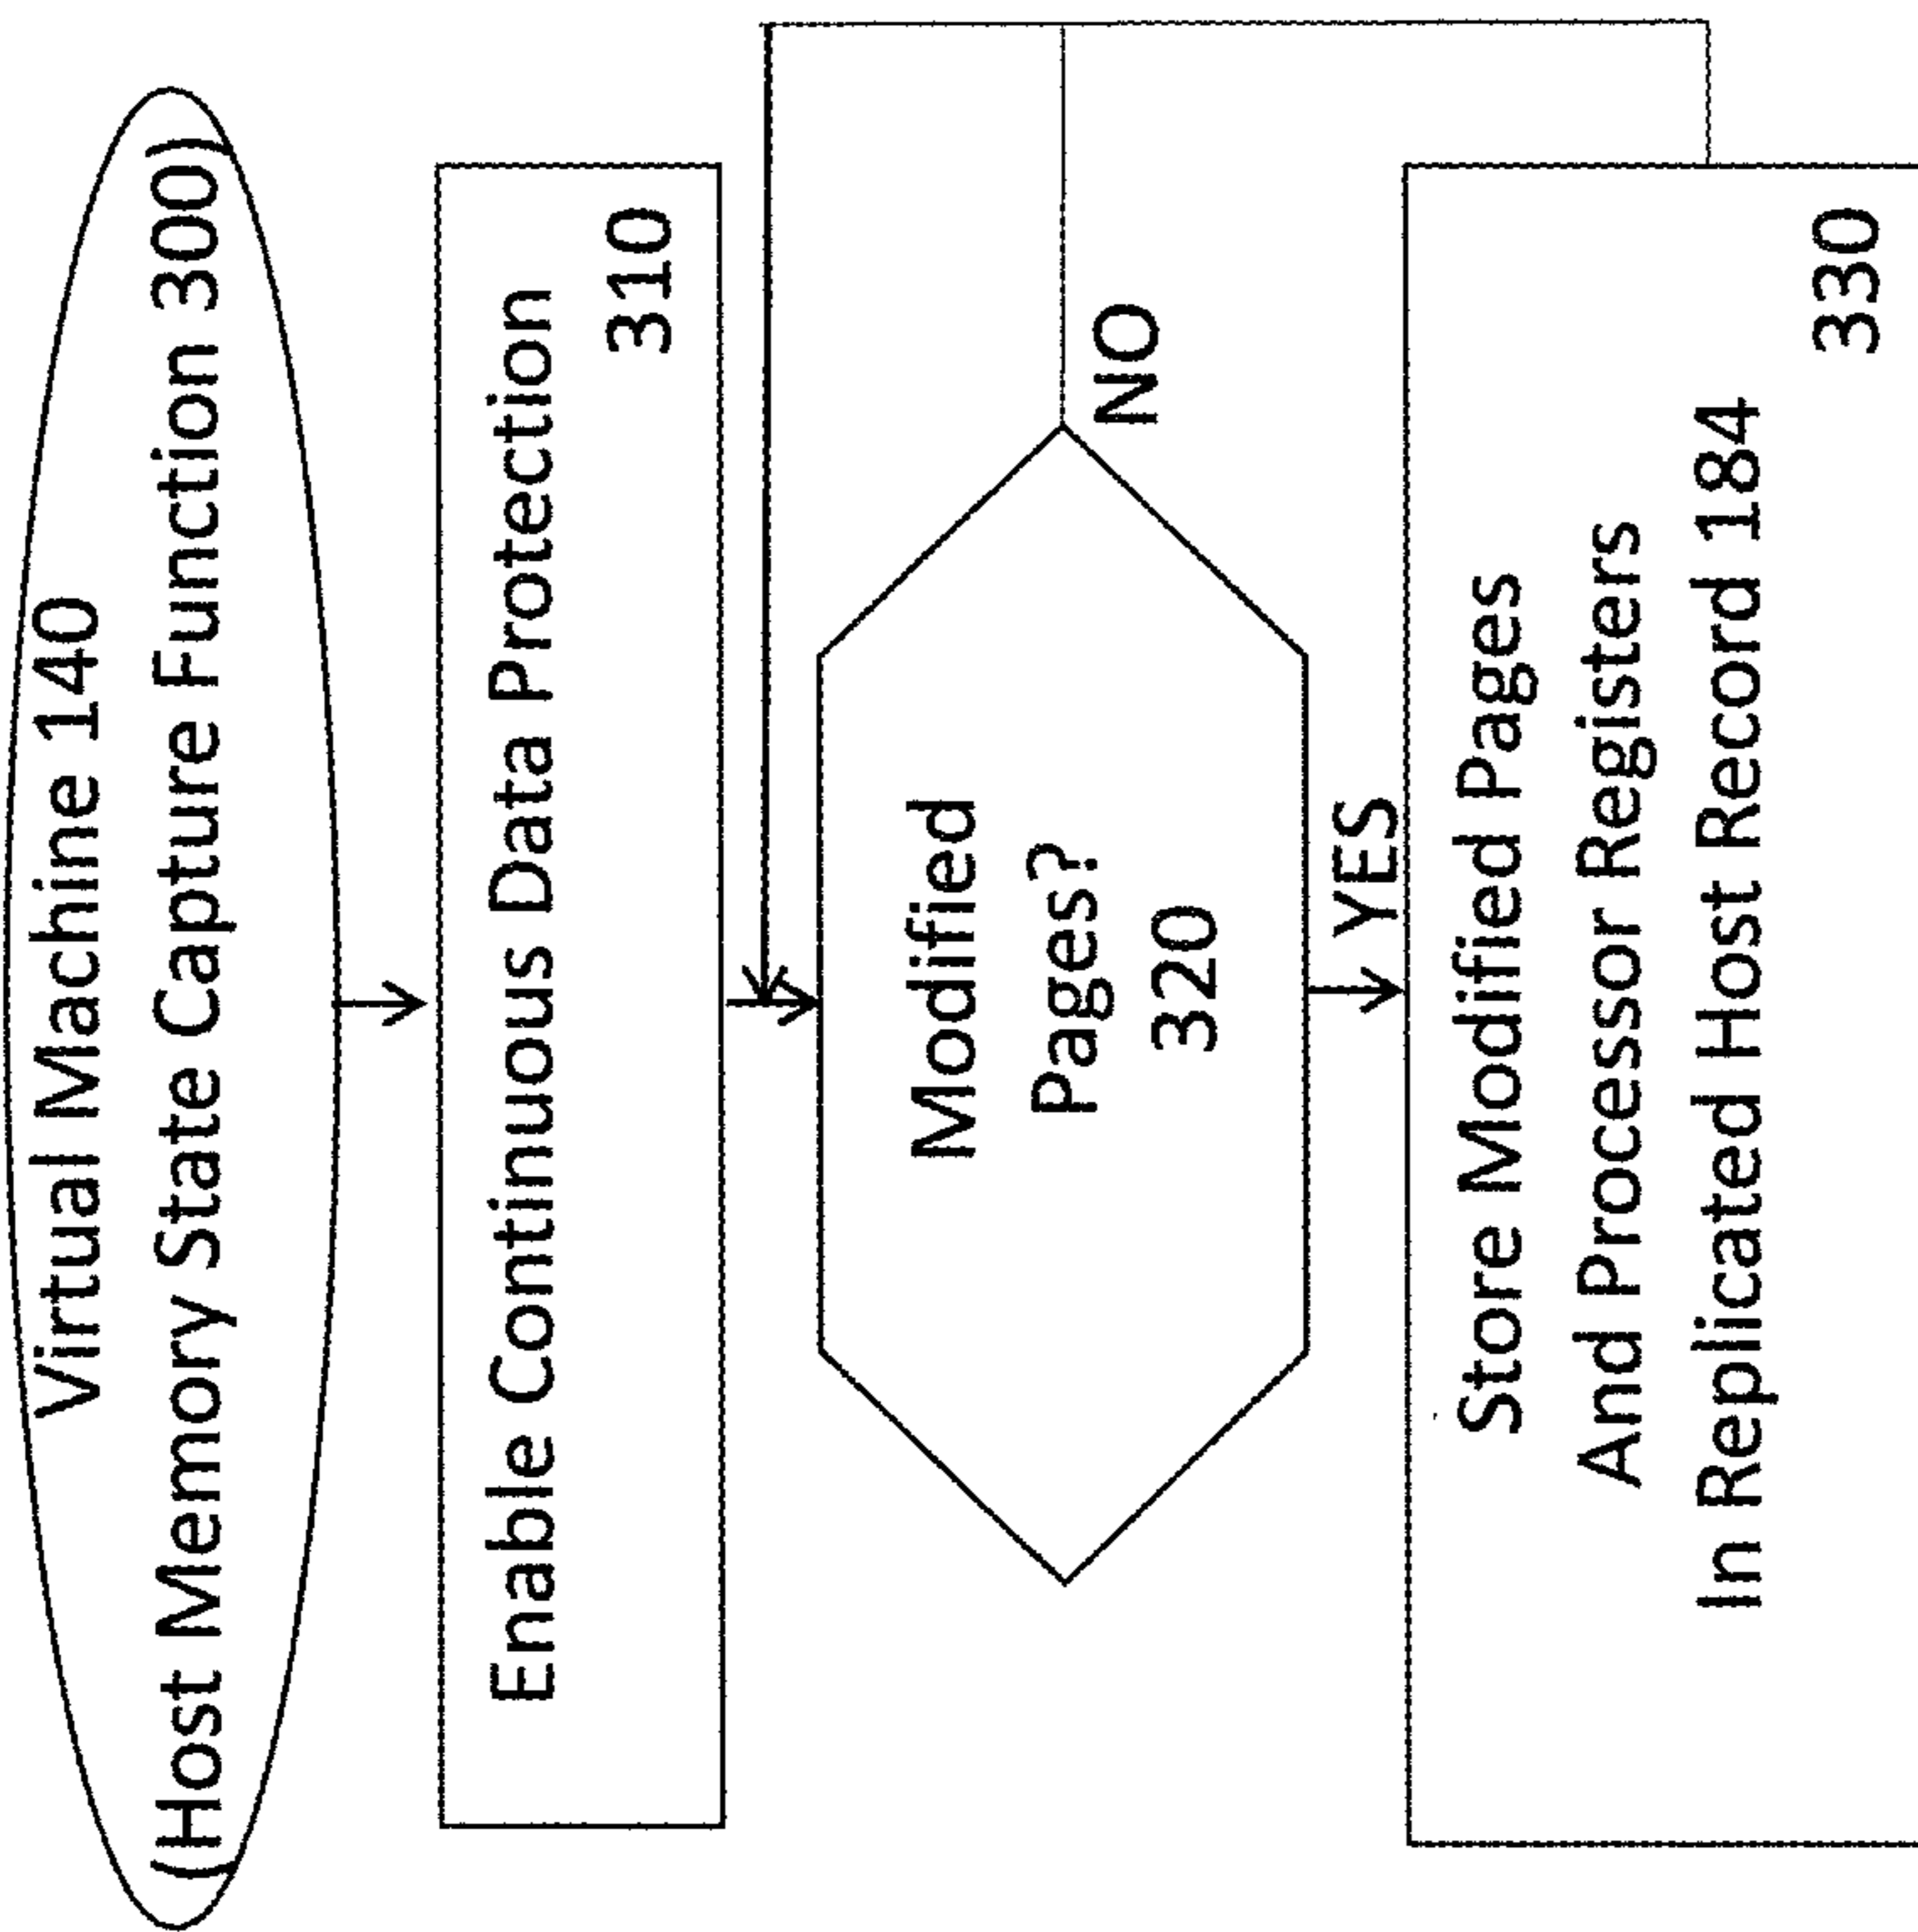 Virtual Machine 140
(Host Memory State Capture Function 300)
Enable Continuous Data Protection
310
Modified
Pages?
320
NO
YES
Store Modified Pages
And Processor Registers
In Replicated Host Record 184
330